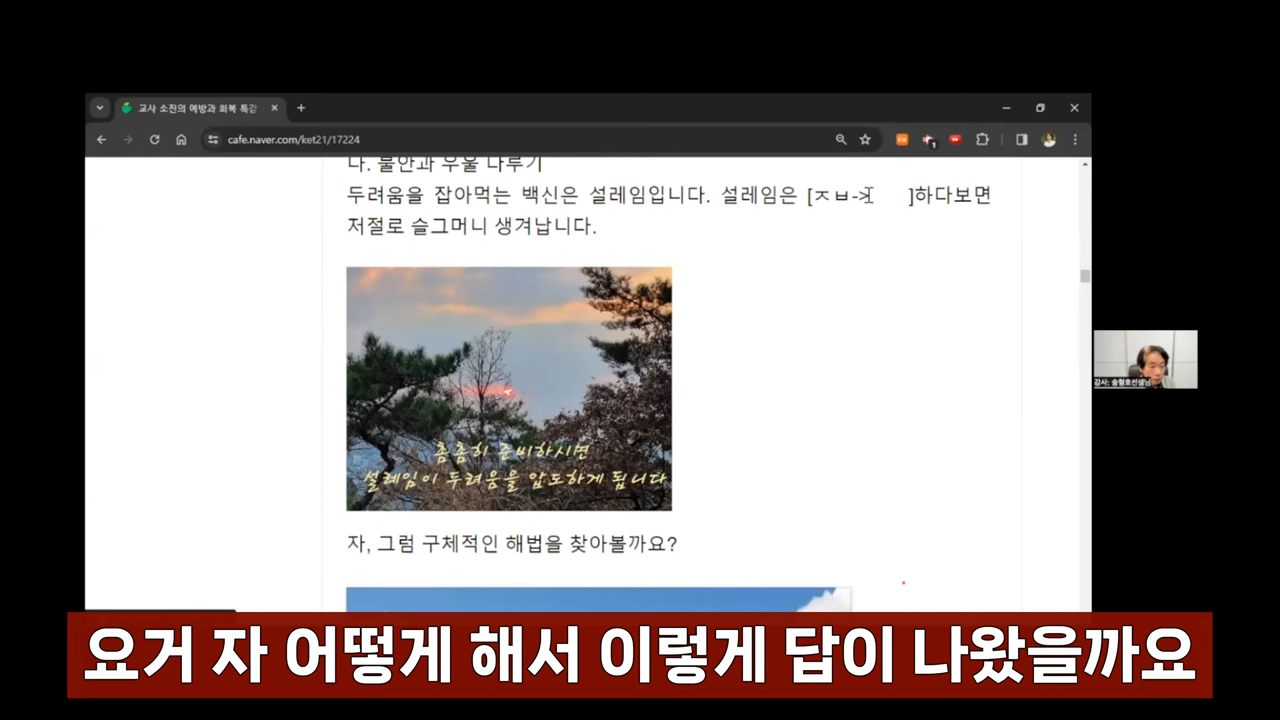 교사 소진의 예방과 회복 특강
cafe.naver.com/ket21/17224
다. 불안과 우울 다루기
두려움을 잡아먹는 백신은 설레임입니다. 설레임은 [ㅈㅂ-> ]하다보면
저절로 슬그머니 생겨납니다.
촘촘히 준비하시면
설레임이 두려움을 압도하게 됩니다
강사: 송형호선생님
자, 그럼 구체적인 해법을 찾아볼까요?
요거 자 어떻게 해서 이렇게 답이 나왔을까요